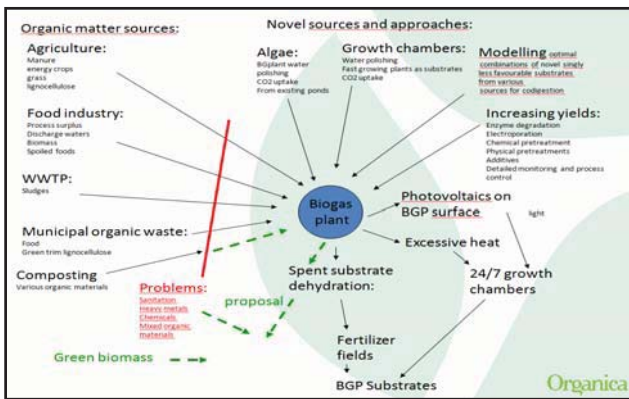 Organic matter sources:
Agriculture:
Manure
energy crops
grass
lignocellulose
Food industry:
Process surplus
Discharge waters
Biomass
Spoiled foods
WWTP:
Sludges
Municipal organic waste:
Food
Green trim lignocellulose
Composting
Various organic materials
Problems:
Sanitation
Heavy metals
Chemicals
Mixed organic
materials
Green biomass
proposal
Novel sources and approaches:
Algae:
BGplant water
polishing
CO2 uptake
From existing ponds
Growth chambers:
Water polishing
Fast growing plants as substrates
CO2 uptake
Modelling optimal
combinations of novel singly
less favourable substrates
from various
sources for codigestion
Increasing yields:
Enzyme degradation
Electroporation
Chemical pretreatment
Physical pretreatments
Additives
Detailed monitoring and process
control
Biogas
plant
Photovoltaics on
BGP surface
light
Excessive heat
24/7 growth
chambers
Spent substrate
dehydration:
Fertilizer
fields
BGP Substrates
Organica